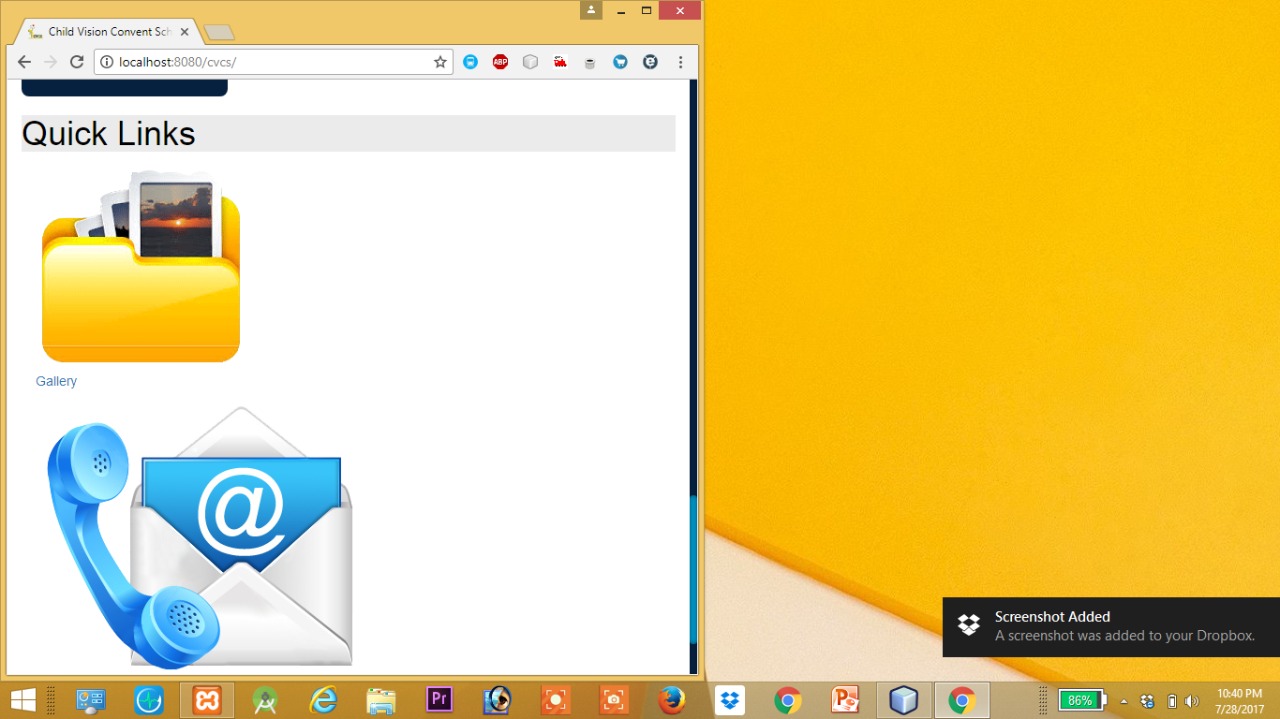 Child Vision Convent Sch
localhost:8080/cvcs/
ABP
Quick Links
Gallery
@
Screenshot Added
A screenshot was added to your Dropbox.
Pr
86%
10:40 PM
7/28/2017